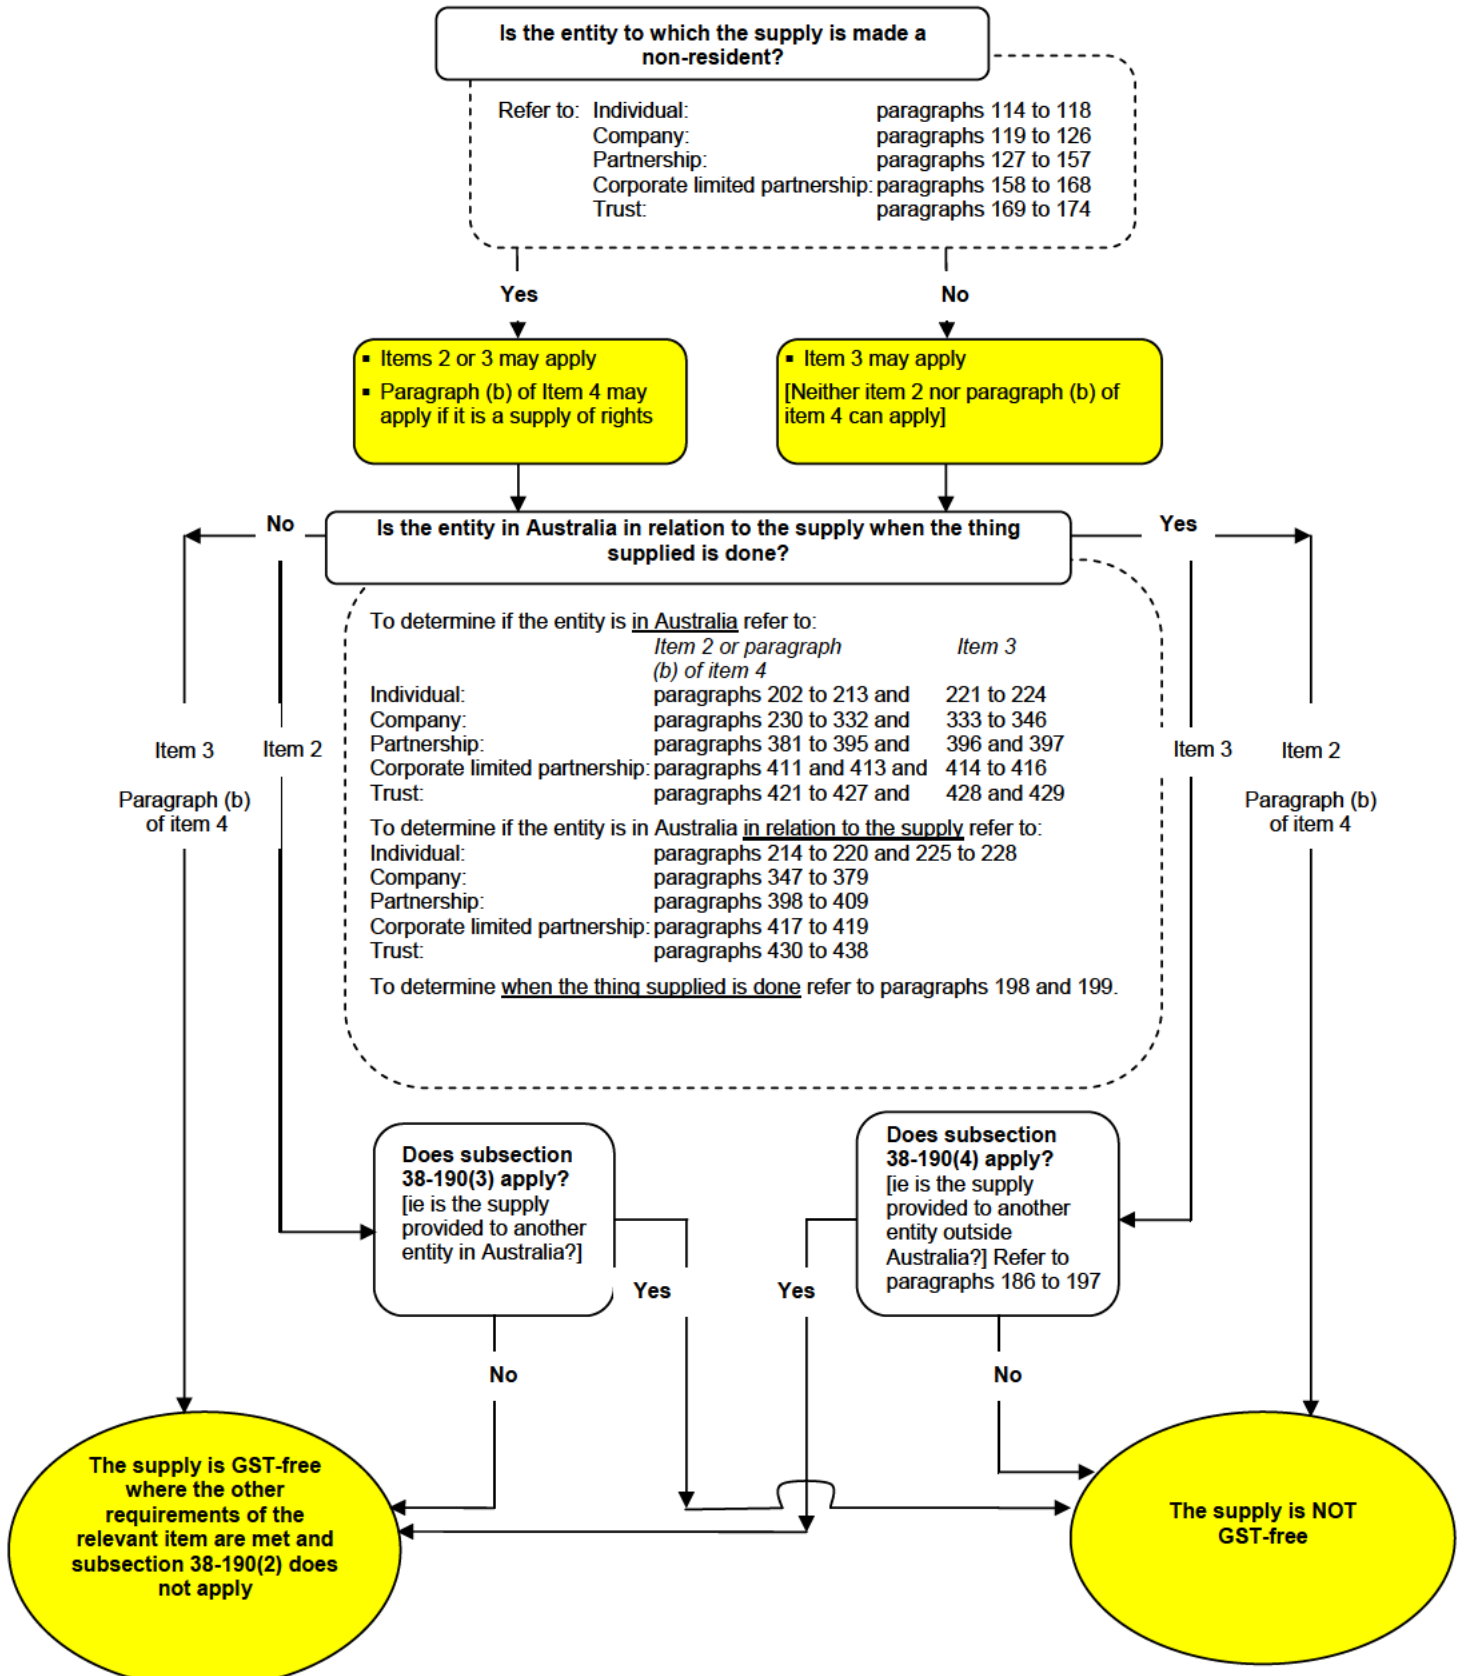 Is the entity to which the supply is made a
non-resident?
Refer to: Individual: paragraphs 114 to 118
Company: paragraphs 119 to 126
Partnership: paragraphs 127 to 157
Corporate limited partnership: paragraphs 158 to 168
Trust: paragraphs 169 to 174
Yes
No
▪ Items 2 or 3 may apply
▪ Paragraph (b) of Item 4 may
apply if it is a supply of rights
▪ Item 3 may apply
[Neither item 2 nor paragraph (b) of
item 4 can apply]
No
Is the entity in Australia in relation to the supply when the thing
supplied is done?
Yes
To determine if the entity is in Australia refer to:
Item 2 or paragraph Item 3
(b) of item 4
Individual: paragraphs 202 to 213 and 221 to 224
Company: paragraphs 230 to 332 and 333 to 346
Partnership: paragraphs 381 to 395 and 396 and 397
Corporate limited partnership: paragraphs 411 and 413 and 414 to 416
Trust: paragraphs 421 to 427 and 428 and 429
To determine if the entity is in Australia in relation to the supply refer to:
Individual: paragraphs 214 to 220 and 225 to 228
Company: paragraphs 347 to 379
Partnership: paragraphs 398 to 409
Corporate limited partnership: paragraphs 417 to 419
Trust: paragraphs 430 to 438
To determine when the thing supplied is done refer to paragraphs 198 and 199.
Item 3
Paragraph (b)
of item 4
Item 2
Item 3
Item 2
Paragraph (b)
of item 4
Does subsection
38-190(3) apply?
[ie is the supply
provided to another
entity in Australia?]
Does subsection
38-190(4) apply?
[ie is the supply
provided to another
entity outside
Australia?] Refer to
paragraphs 186 to 197
Yes
Yes
No
No
The supply is GST-free
where the other
requirements of the
relevant item are met and
subsection 38-190(2) does
not apply
The supply is NOT
GST-free